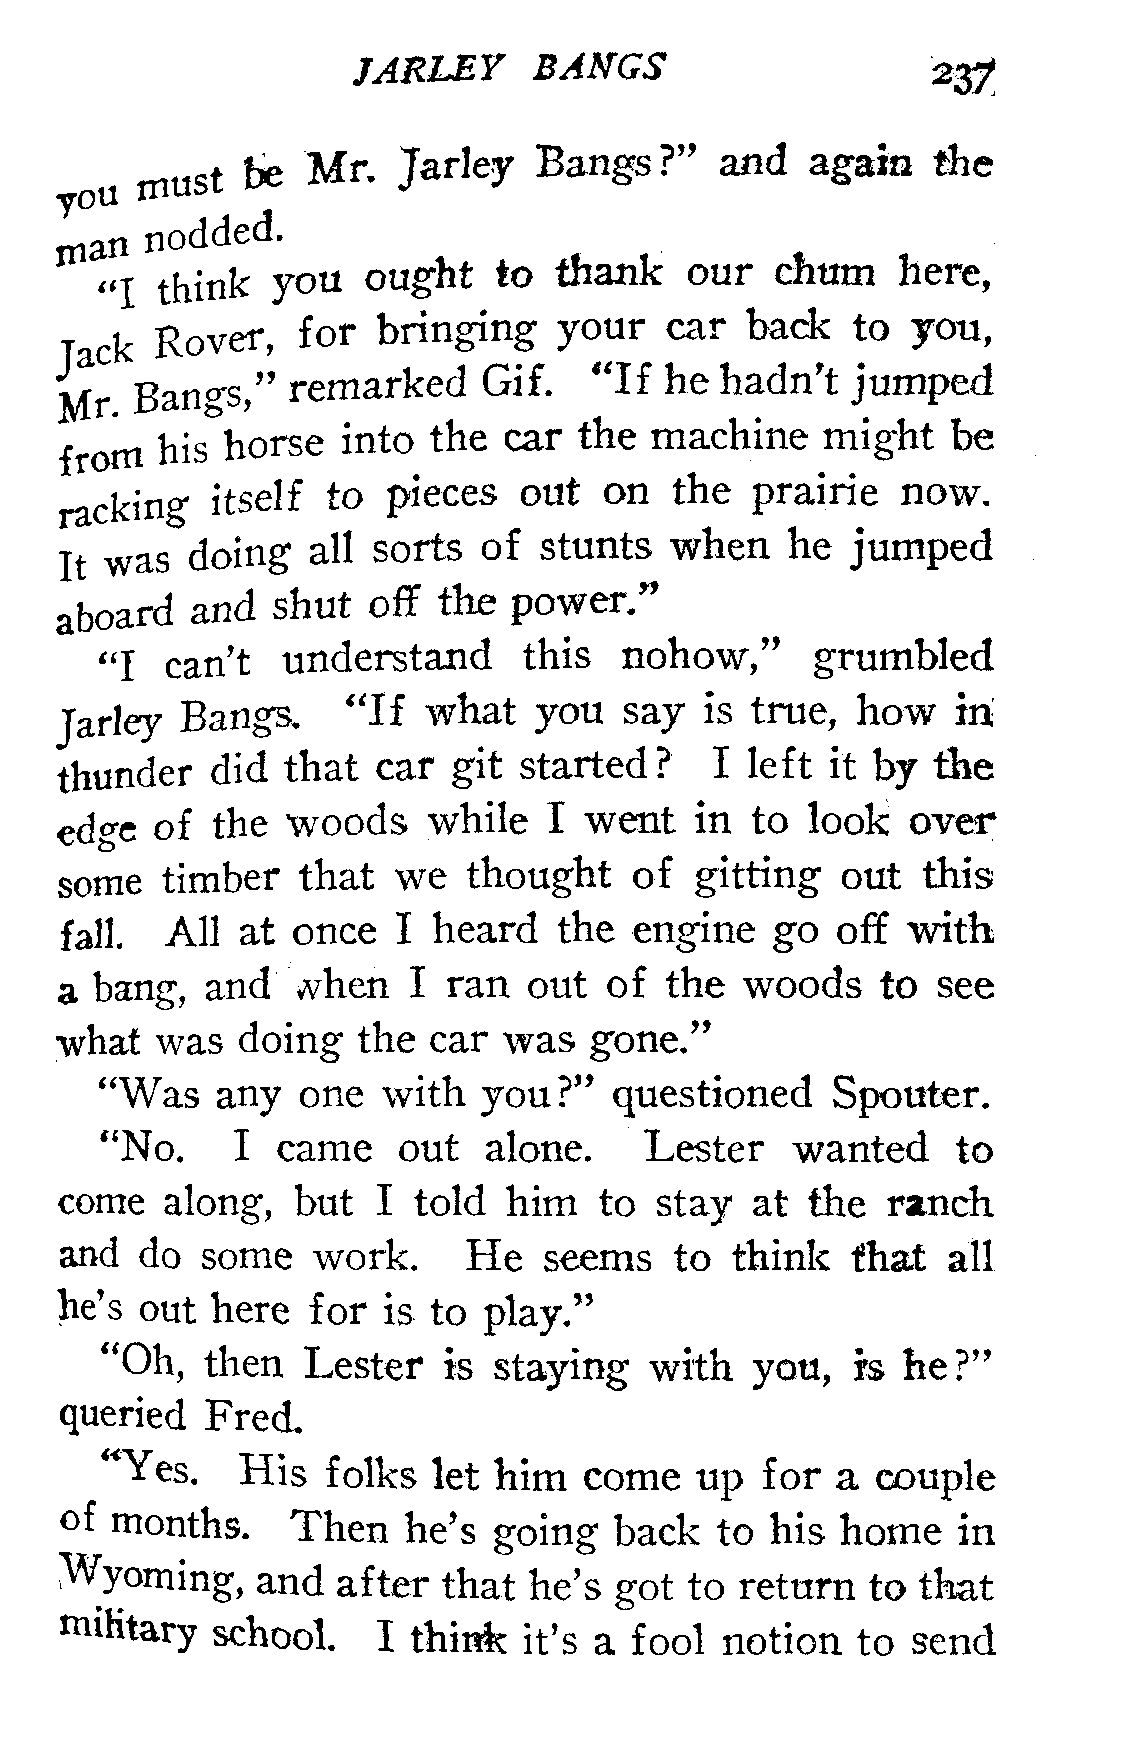 JARLEY BANGS 237
you must be Mr. Jarley Bangs?” and again the
man nodded.
“I think you ought to thank our chum here,
Jack Rover, for bringing your car back to you,
Mr. Bangs,” remarked Gif. “If he hadn’t jumped
from his horse into the car the machine might be
racking itself to pieces out on the prairie now.
It was doing all sorts of stunts when he jumped
aboard and shut off the power.”
“I can’t understand this nohow,” grumbled
Jarley Bangs. “If what you say is true, how in
thunder did that car git started? I left it by the
edge of the woods while I went in to look over
some timber that we thought of gitting out this
fall. All at once I heard the engine go off with
a bang, and when I ran out of the woods to see
what was doing the car was gone.”
“Was any one with you?” questioned Spouter.
“No. I came out alone. Lester wanted to
come along, but I told him to stay at the ranch
and do some work. He seems to think that all
he’s out here for is to play.”
“Oh, then Lester is staying with you, is he?”
queried Fred.
“Yes. His folks let him come up for a couple
of months. Then he’s going back to his home in
Wyoming, and after that he’s got to return to that
military school. I think it’s a fool notion to send